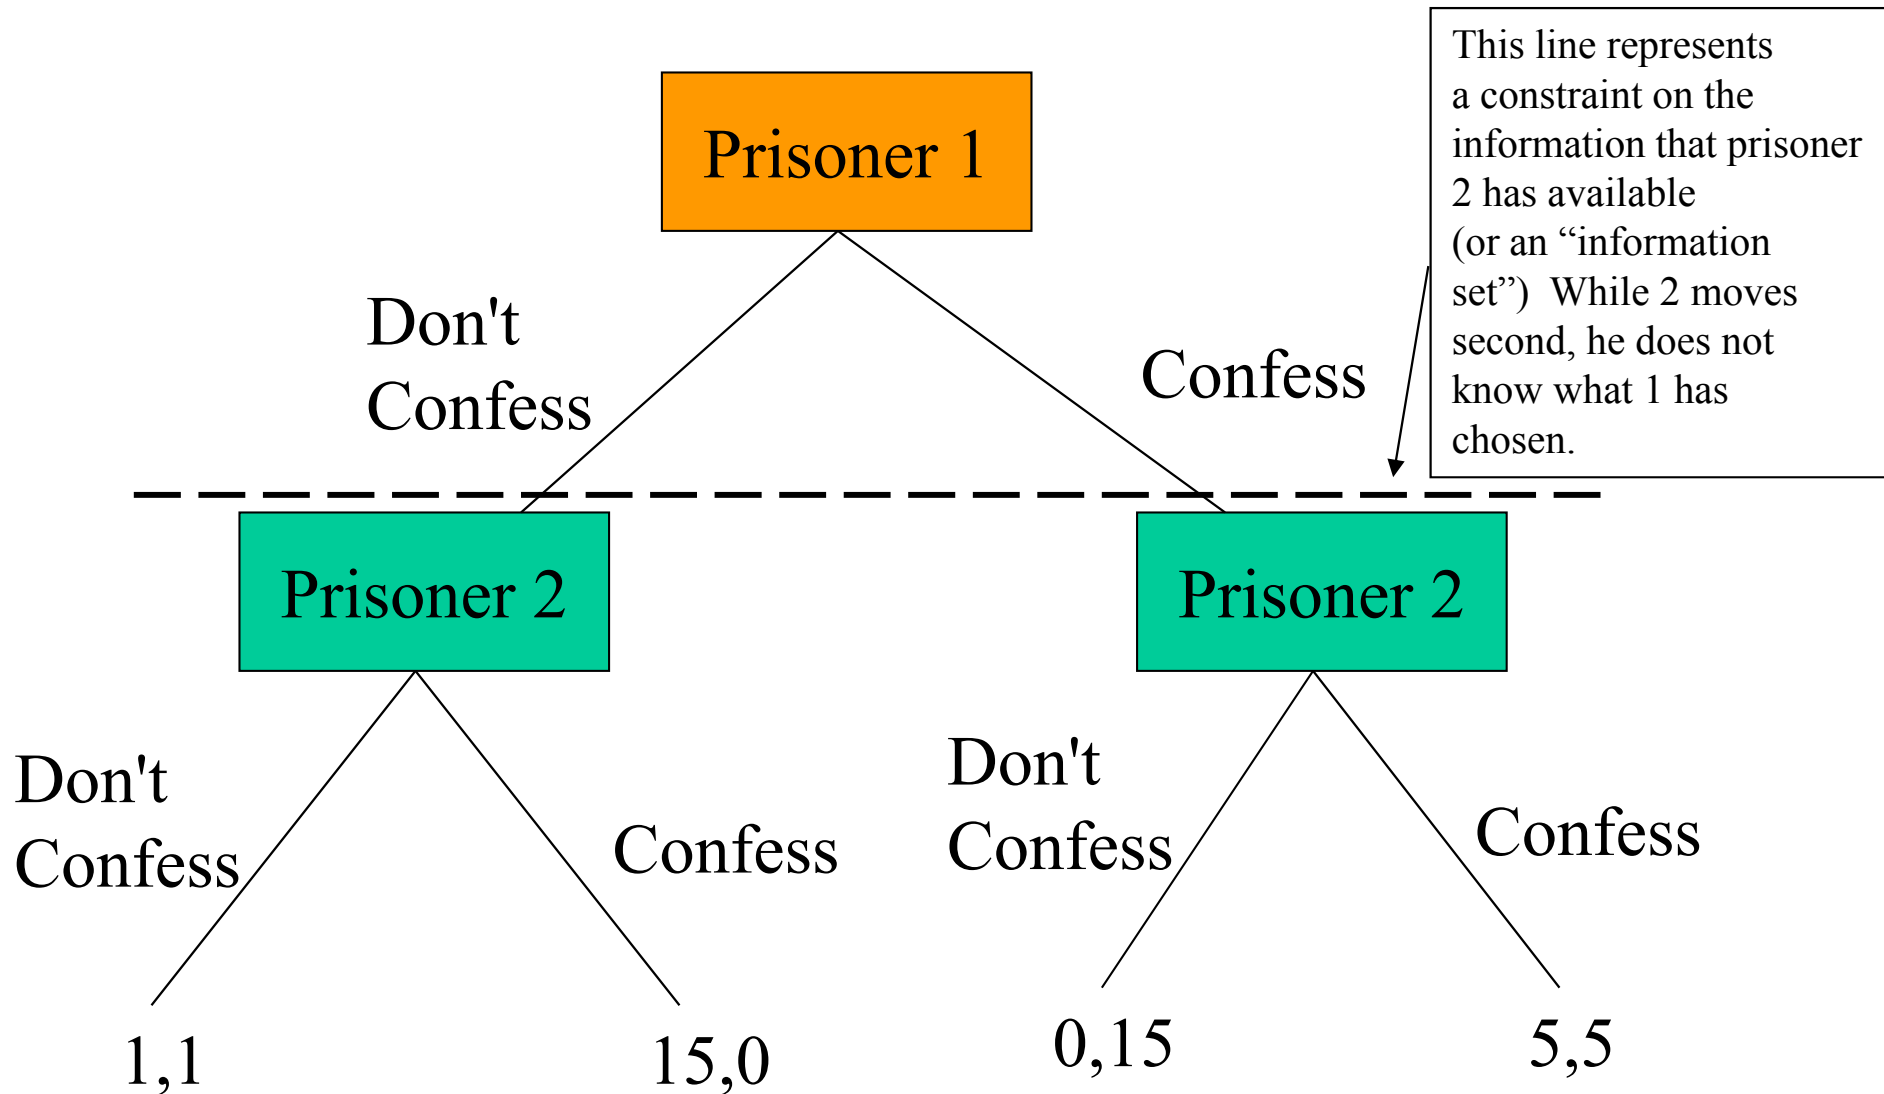 This line represents
a constraint on the
information that prisoner
2 has available
(or an “information
set”)  While 2 moves
second, he does not
know what 1 has
chosen.
Prisoner 1
Don't
Confess
Confess
Prisoner 2
Prisoner 2
Don't
Confess
Confess
Don't
Confess
Confess
1,1
15,0
0,15
5,5